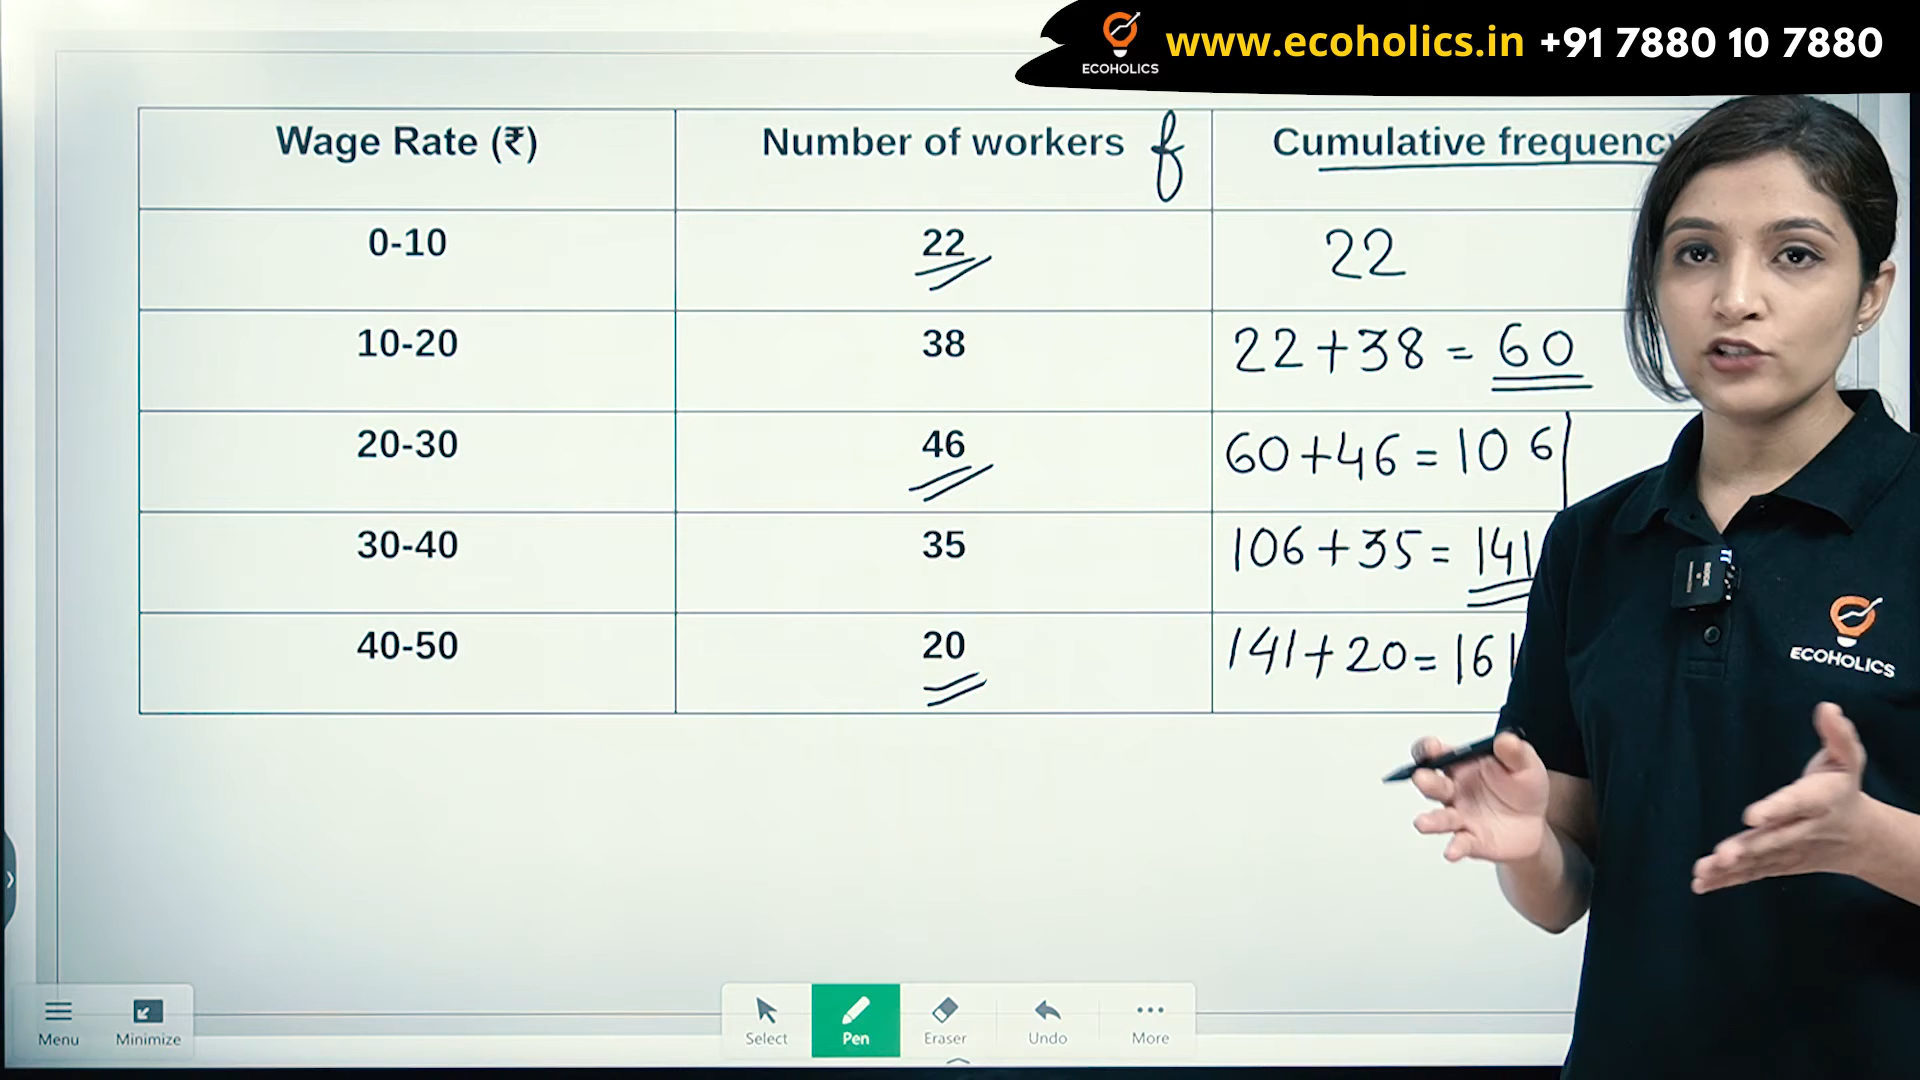 www.ecoholics.in +91 7880 10 7880
ECOHOLICS
Wage Rate (₹) Number of workers f Cumulative frequency
0-10 22 22
10-20 38 22+38 = 60
20-30 46 60+46 = 106
30-40 35 106+35 = 141
40-50 20 141+20 = 161
ECOHOLICS
Menu Minimize Select Pen Eraser Undo More